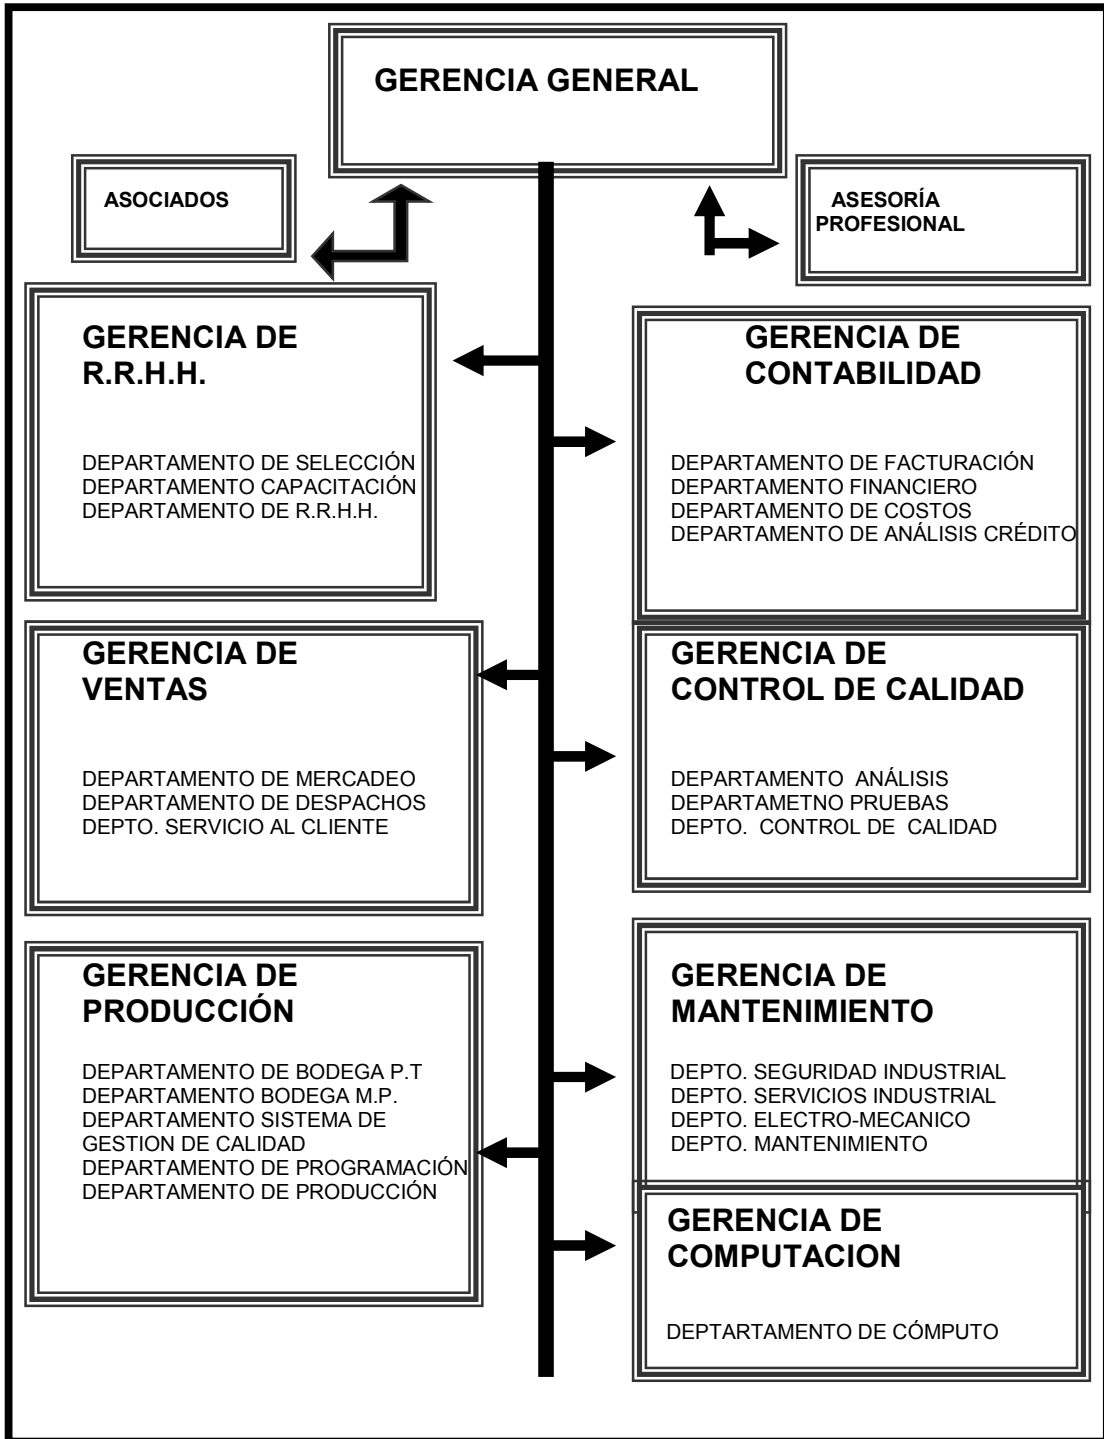 GERENCIA GENERAL
ASOCIADOS
ASESORÍA
PROFESIONAL
GERENCIA DE
R.R.H.H.
DEPARTAMENTO DE SELECCIÓN
DEPARTAMENTO CAPACITACIÓN
DEPARTAMENTO DE R.R.H.H.
GERENCIA DE
CONTABILIDAD
DEPARTAMENTO DE FACTURACIÓN
DEPARTAMENTO FINANCIERO
DEPARTAMENTO DE COSTOS
DEPARTAMENTO DE ANÁLISIS CRÉDITO
GERENCIA DE
VENTAS
DEPARTAMENTO DE MERCADEO
DEPARTAMENTO DE DESPACHOS
DEPTO. SERVICIO AL CLIENTE
GERENCIA DE
CONTROL DE CALIDAD
DEPARTAMENTO  ANÁLISIS
DEPARTAMETNO PRUEBAS
DEPTO.  CONTROL DE  CALIDAD
GERENCIA DE
PRODUCCIÓN
DEPARTAMENTO DE BODEGA P.T
DEPARTAMENTO BODEGA M.P.
DEPARTAMENTO SISTEMA DE
GESTION DE CALIDAD
DEPARTAMENTO DE PROGRAMACIÓN
DEPARTAMENTO DE PRODUCCIÓN
GERENCIA DE
MANTENIMIENTO
DEPTO. SEGURIDAD INDUSTRIAL
DEPTO. SERVICIOS INDUSTRIAL
DEPTO. ELECTRO-MECANICO
DEPTO. MANTENIMIENTO
GERENCIA DE
COMPUTACION
DEPTARTAMENTO DE CÓMPUTO